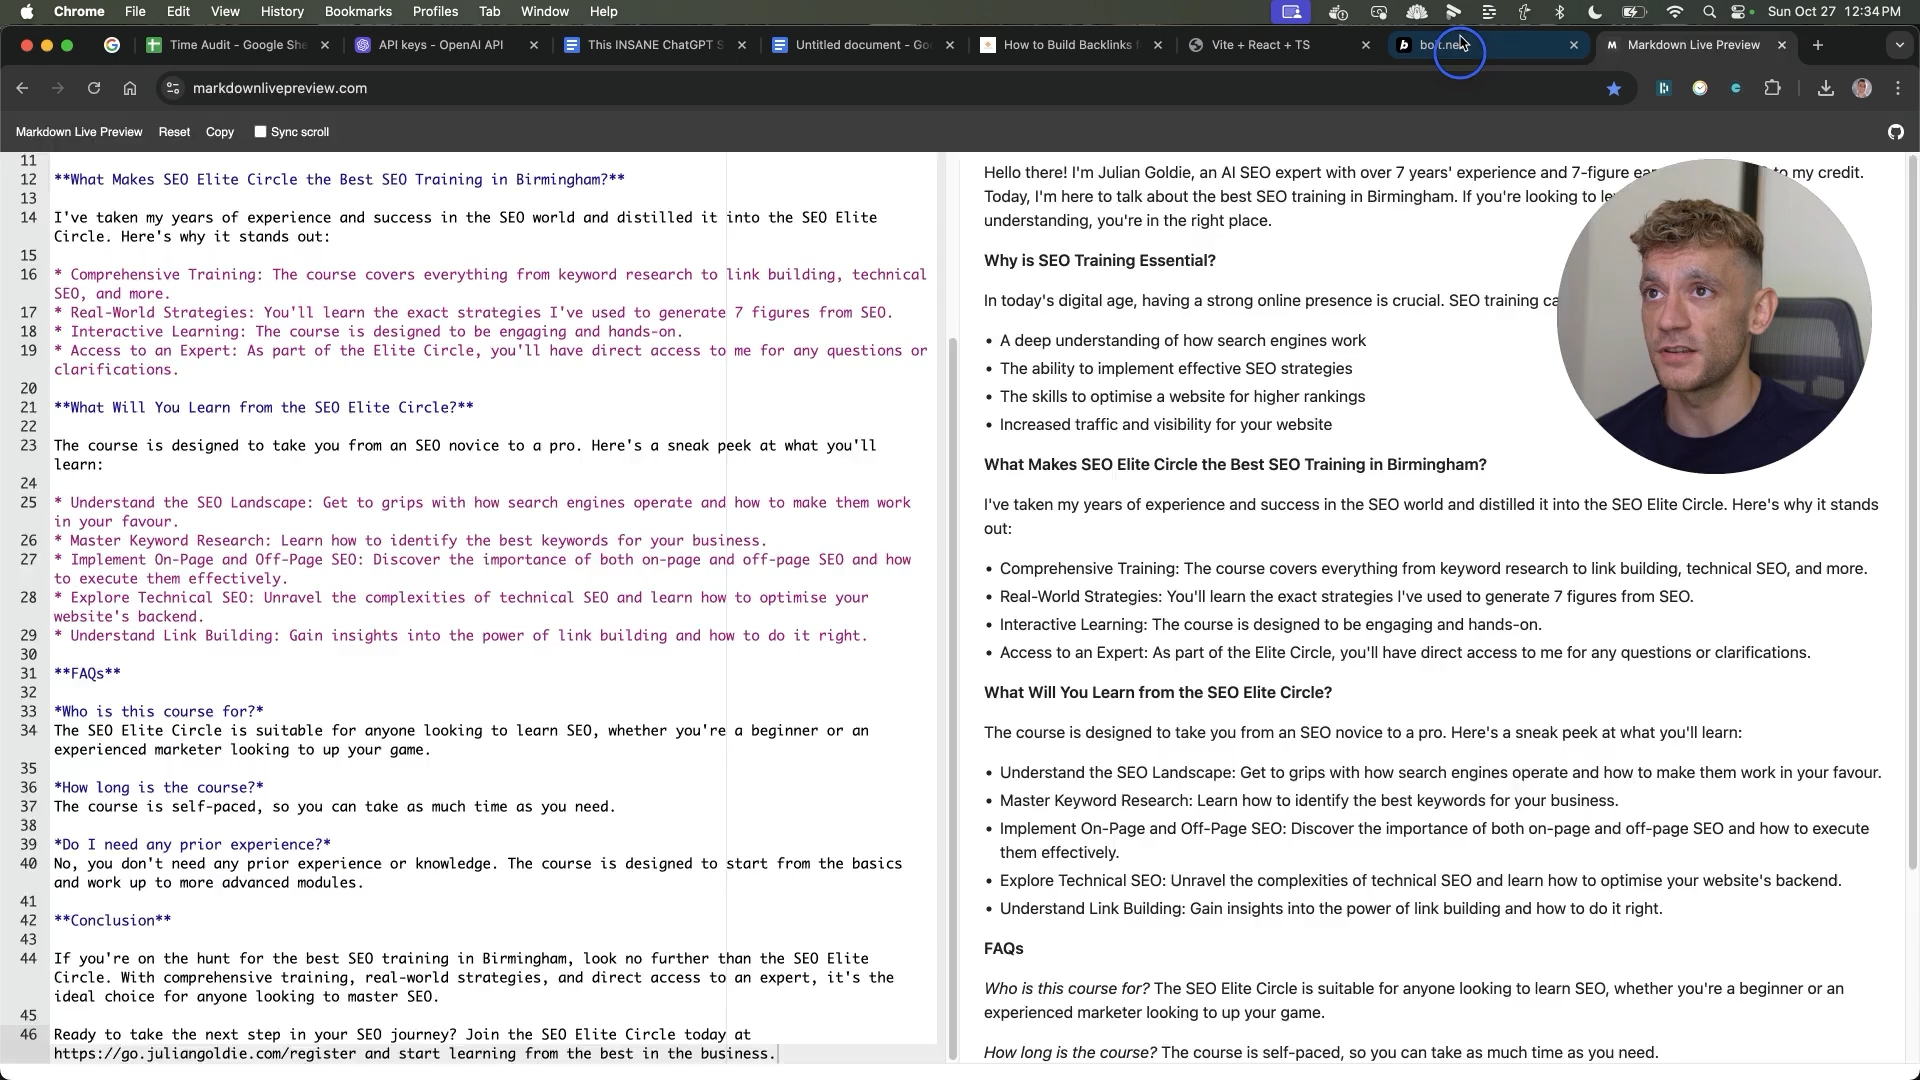 Chrome File Edit View History Bookmarks Profiles Tab Window Help Sun Oct 27 12:34 PM
Time Audit - Google She
API keys - OpenAI API
This INSANE ChatGPT S
Untitled document - Go
How to Build Backlinks f
Vite + React + TS
bolt.new
Markdown Live Preview
markdownlivepreview.com
Markdown Live Preview Reset Copy Sync scroll
11
12 **What Makes SEO Elite Circle the Best SEO Training in Birmingham?**
13
14 I've taken my years of experience and success in the SEO world and distilled it into the SEO Elite
Circle. Here's why it stands out:
15
16 * Comprehensive Training: The course covers everything from keyword research to link building, technical
SEO, and more.
17 * Real-World Strategies: You'll learn the exact strategies I've used to generate 7 figures from SEO.
18 * Interactive Learning: The course is designed to be engaging and hands-on.
19 * Access to an Expert: As part of the Elite Circle, you'll have direct access to me for any questions or
clarifications.
20
21 **What Will You Learn from the SEO Elite Circle?**
22
23 The course is designed to take you from an SEO novice to a pro. Here's a sneak peek at what you'll
learn:
24
25 * Understand the SEO Landscape: Get to grips with how search engines operate and how to make them work
in your favour.
26 * Master Keyword Research: Learn how to identify the best keywords for your business.
27 * Implement On-Page and Off-Page SEO: Discover the importance of both on-page and off-page SEO and how
to execute them effectively.
28 * Explore Technical SEO: Unravel the complexities of technical SEO and learn how to optimise your
website's backend.
29 * Understand Link Building: Gain insights into the power of link building and how to do it right.
30
31 **FAQs**
32
33 *Who is this course for?*
34 The SEO Elite Circle is suitable for anyone looking to learn SEO, whether you're a beginner or an
experienced marketer looking to up your game.
35
36 *How long is the course?*
37 The course is self-paced, so you can take as much time as you need.
38
39 *Do I need any prior experience?*
40 No, you don't need any prior experience or knowledge. The course is designed to start from the basics
and work up to more advanced modules.
41
42 **Conclusion**
43
44 If you're on the hunt for the best SEO training in Birmingham, look no further than the SEO Elite
Circle. With comprehensive training, real-world strategies, and direct access to an expert, it's the
ideal choice for anyone looking to master SEO.
45
46 Ready to take the next step in your SEO journey? Join the SEO Elite Circle today at
https://go.juliangoldie.com/register and start learning from the best in the business.
Hello there! I'm Julian Goldie, an AI SEO expert with over 7 years' experience and 7-figure to my credit.
Today, I'm here to talk about the best SEO training in Birmingham. If you're looking to
understanding, you're in the right place.
Why is SEO Training Essential?
In today's digital age, having a strong online presence is crucial. SEO training
• A deep understanding of how search engines work
• The ability to implement effective SEO strategies
• The skills to optimise a website for higher rankings
• Increased traffic and visibility for your website
What Makes SEO Elite Circle the Best SEO Training in Birmingham?
I've taken my years of experience and success in the SEO world and distilled it into the SEO Elite Circle. Here's why it stands
out:
• Comprehensive Training: The course covers everything from keyword research to link building, technical SEO, and more.
• Real-World Strategies: You'll learn the exact strategies I've used to generate 7 figures from SEO.
• Interactive Learning: The course is designed to be engaging and hands-on.
• Access to an Expert: As part of the Elite Circle, you'll have direct access to me for any questions or clarifications.
What Will You Learn from the SEO Elite Circle?
The course is designed to take you from an SEO novice to a pro. Here's a sneak peek at what you'll learn:
• Understand the SEO Landscape: Get to grips with how search engines operate and how to make them work in your favour.
• Master Keyword Research: Learn how to identify the best keywords for your business.
• Implement On-Page and Off-Page SEO: Discover the importance of both on-page and off-page SEO and how to execute
them effectively.
• Explore Technical SEO: Unravel the complexities of technical SEO and learn how to optimise your website's backend.
• Understand Link Building: Gain insights into the power of link building and how to do it right.
FAQs
Who is this course for? The SEO Elite Circle is suitable for anyone looking to learn SEO, whether you're a beginner or an
experienced marketer looking to up your game.
How long is the course? The course is self-paced, so you can take as much time as you need.